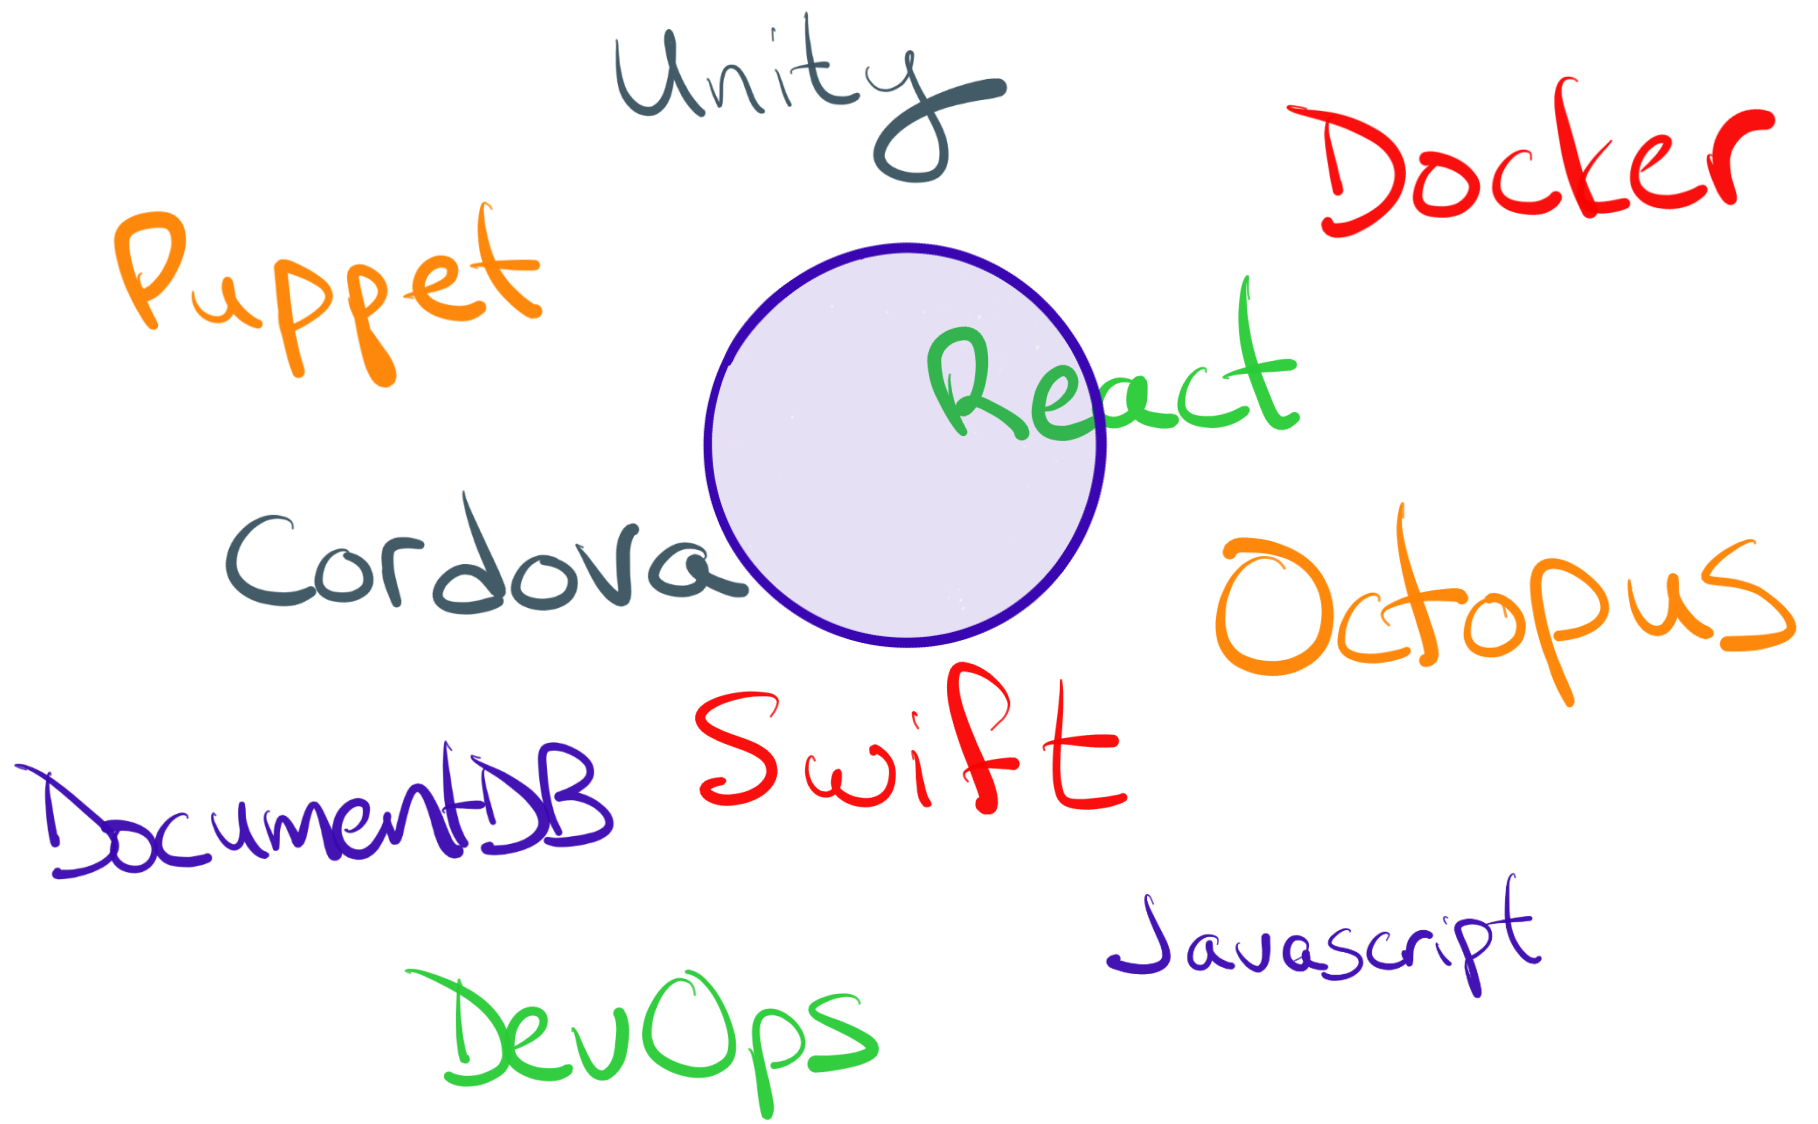 Unity
Docker
Puppet
React
Cordova
Octopus
Swift
DocumentDB
Javascript
DevOps